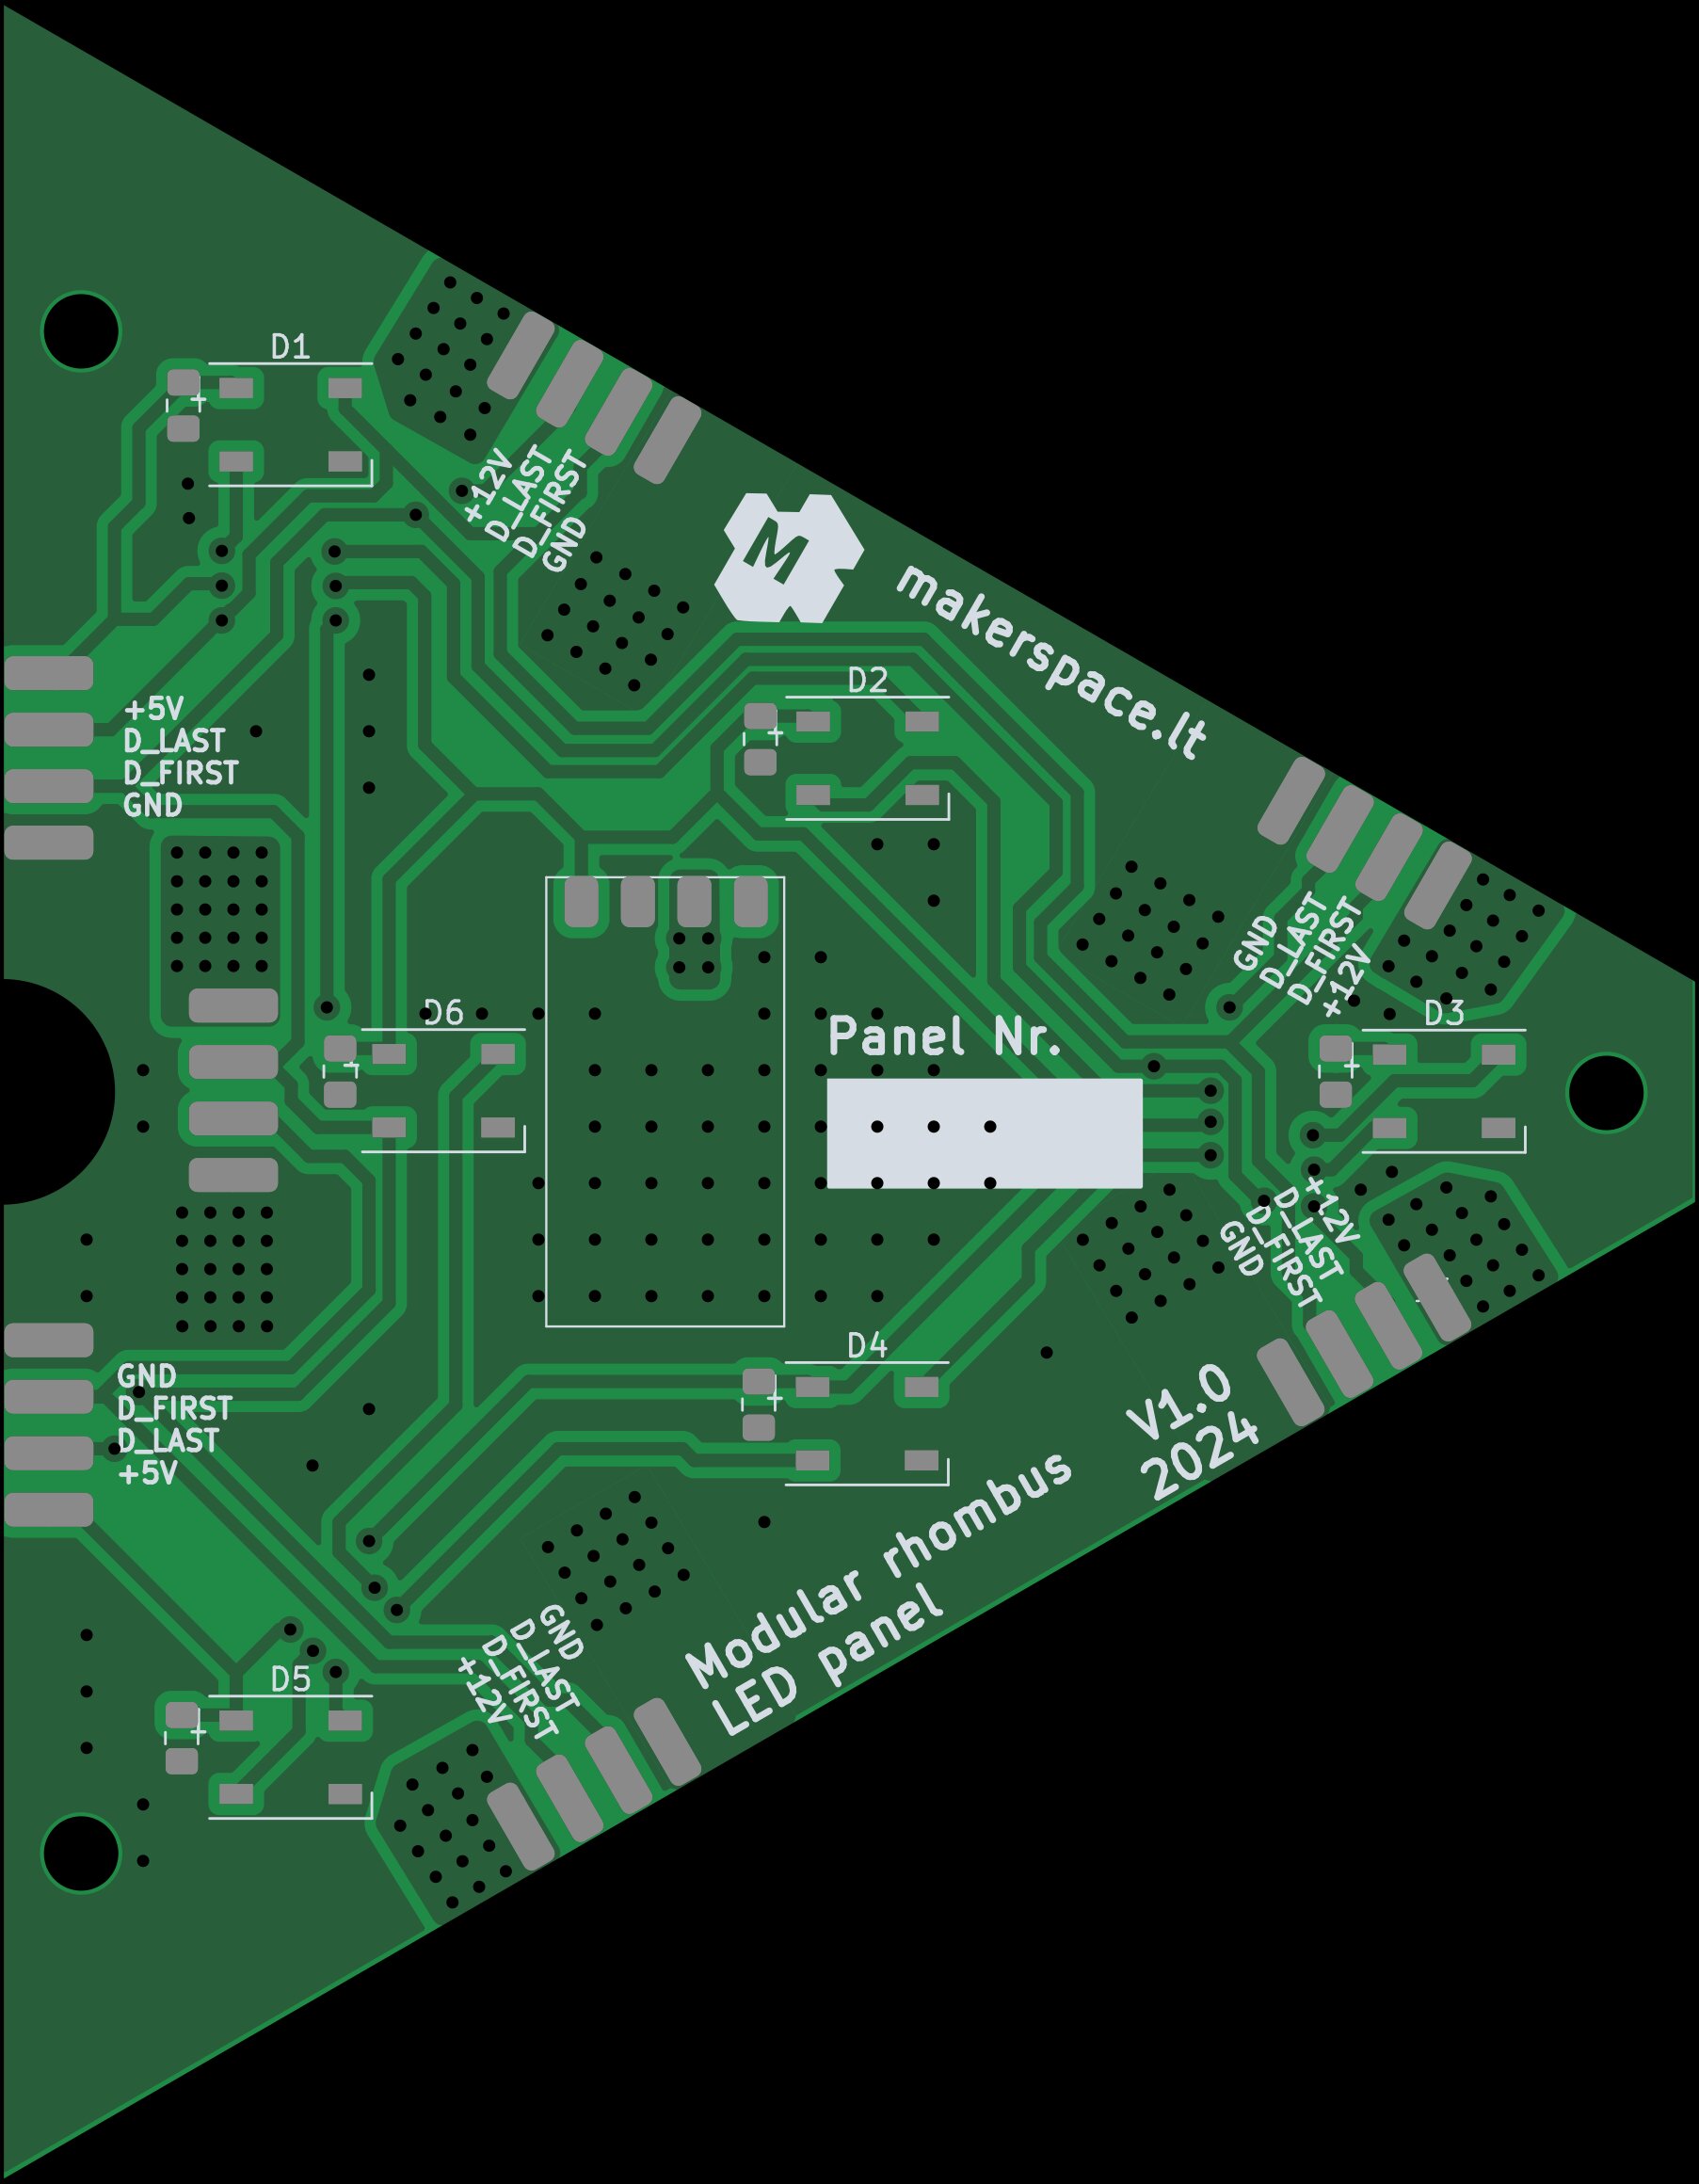 D1
+
+12V
D_LAST
D_FIRST
GND
M
makerspace.lt
D2
+
+5V
D_LAST
D_FIRST
GND
GND
D_LAST
D_FIRST
+12V
D6
+
Panel Nr.
D3
+
+12V
D_LAST
D_FIRST
GND
D4
+
GND
D_FIRST
D_LAST
+5V
V1.0
2024
Modular rhombus
LED panel
GND
D_LAST
D_FIRST
+12V
D5
+